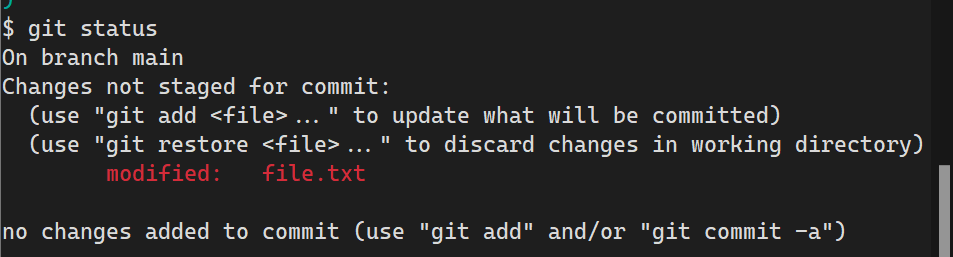 $ git status
On branch main
Changes not staged for commit:
  (use "git add <file>..." to update what will be committed)
  (use "git restore <file>..." to discard changes in working directory)
        modified:   file.txt

no changes added to commit (use "git add" and/or "git commit -a")